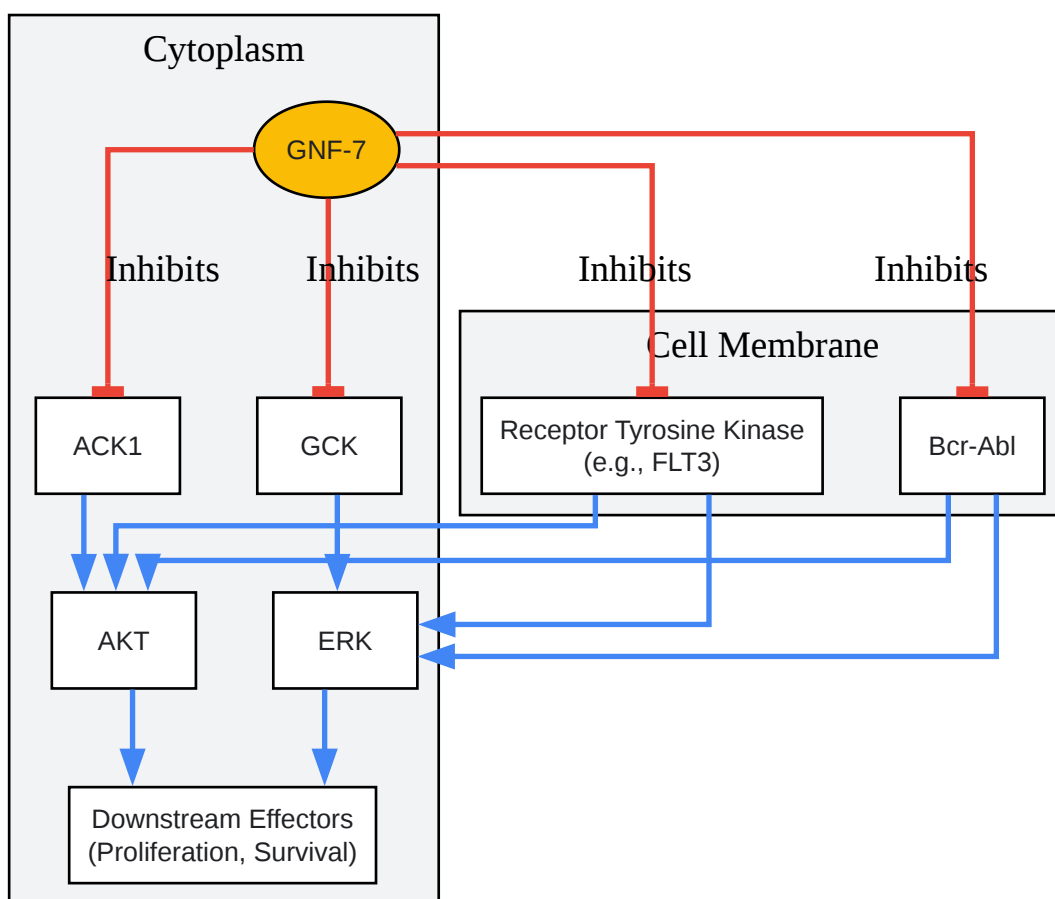 Cytoplasm
GNF-7
Inhibits
Inhibits
Inhibits
Inhibits
Cell Membrane
ACK1
GCK
Receptor Tyrosine Kinase
(e.g., FLT3)
Bcr-Abl
AKT
ERK
Downstream Effectors
(Proliferation, Survival)